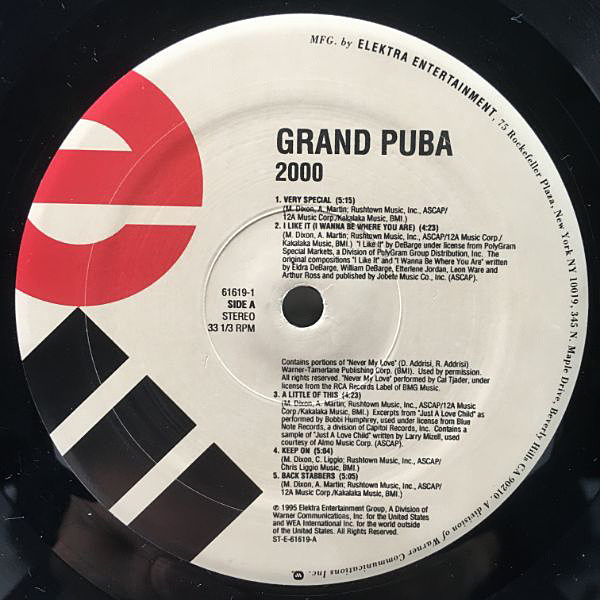 MFG. by ELEKTRA ENTERTAINMENT, 75 Rockefeller Plaza, New York NY 10019, 345 N. Maple Drive, Beverly Hills CA 90210 · A division of Warner Communications Inc.
GRAND PUBA
2000
1. VERY SPECIAL (5:15)
(M. Dixon, A. Martin; Rushtown Music, Inc., ASCAP/
12A Music Corp./Kakalaka Music, BMI.)
2. I LIKE IT (I WANNA BE WHERE YOU ARE) (4:23)
(M. Dixon, A. Martin; Rushtown Music, Inc., ASCAP/12A Music Corp./
Kakalaka Music, BMI.) "I Like It" by DeBarge under license from PolyGram
Special Markets, a Division of PolyGram Group Distribution, Inc. The
original compositions "I Like It" and "I Wanna Be Where You Are" written
by Eldra DeBarge, William DeBarge, Etterlene Jordan, Leon Ware and
Arthur Ross and published by Jobete Music Co., Inc. (ASCAP).
61619-1
SIDE A
STEREO
33 1/3 RPM
Contains portions of "Never My Love" (D. Addrisi, R. Addrisi)
Warner-Tamerlane Publishing Corp. (BMI). Used by permission.
All rights reserved. "Never My Love" performed by Cal Tjader, under
license from the RCA Records Label of BMG Music.
3. A LITTLE OF THIS (4:23)
(M. Dixon, A. Martin; Rushtown Music, Inc., ASCAP/12A Music
Corp./Kakalaka Music, BMI.) Excerpts from "Just A Love Child" as
performed by Bobbi Humphrey, used under license from Blue
Note Records, a division of Capitol Records, Inc. Contains a
sample of "Just A Love Child" written by Larry Mizell, used
courtesy of Almo Music Corp. (ASCAP).
4. KEEP ON (5:04)
(M. Dixon, C. Liggio; Rushtown Music, Inc., ASCAP/
Chris Liggio Music, BMI.)
5. BACK STABBERS (5:05)
(M. Dixon, A. Martin; Rushtown Music, Inc., ASCAP/
12A Music Corp./Kakalaka Music, BMI.)
℗ 1995 Elektra Entertainment Group, A Division of
Warner Communications, Inc. for the United States
and WEA International Inc. for the world outside
of the United States. All Rights Reserved.
ST-E-61619-A